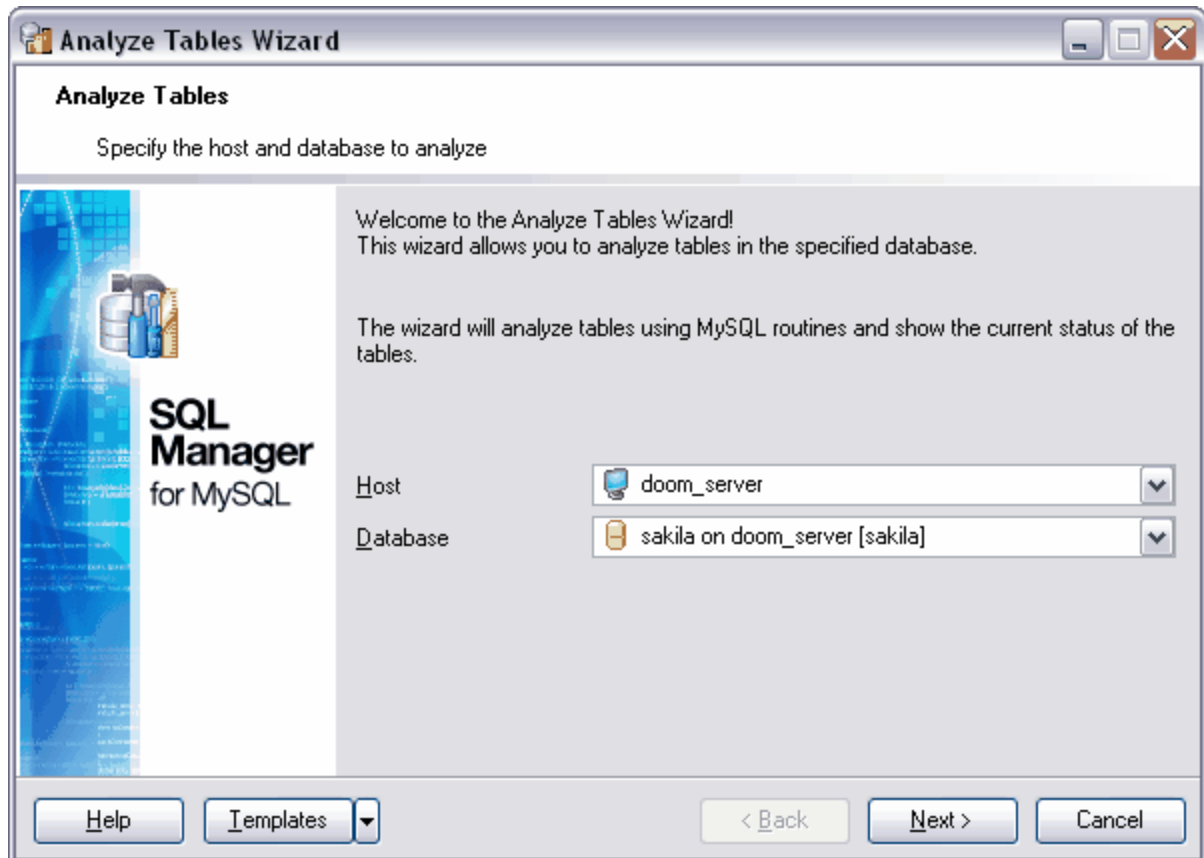 Analyze Tables Wizard
Analyze Tables
Specify the host and database to analyze
Welcome to the Analyze Tables Wizard!
This wizard allows you to analyze tables in the specified database.
The wizard will analyze tables using MySQL routines and show the current status of the
tables.
SQL
Manager
for MySQL
Host
doom_server
Database
sakila on doom_server [sakila]
Help
Templates
< Back
Next >
Cancel